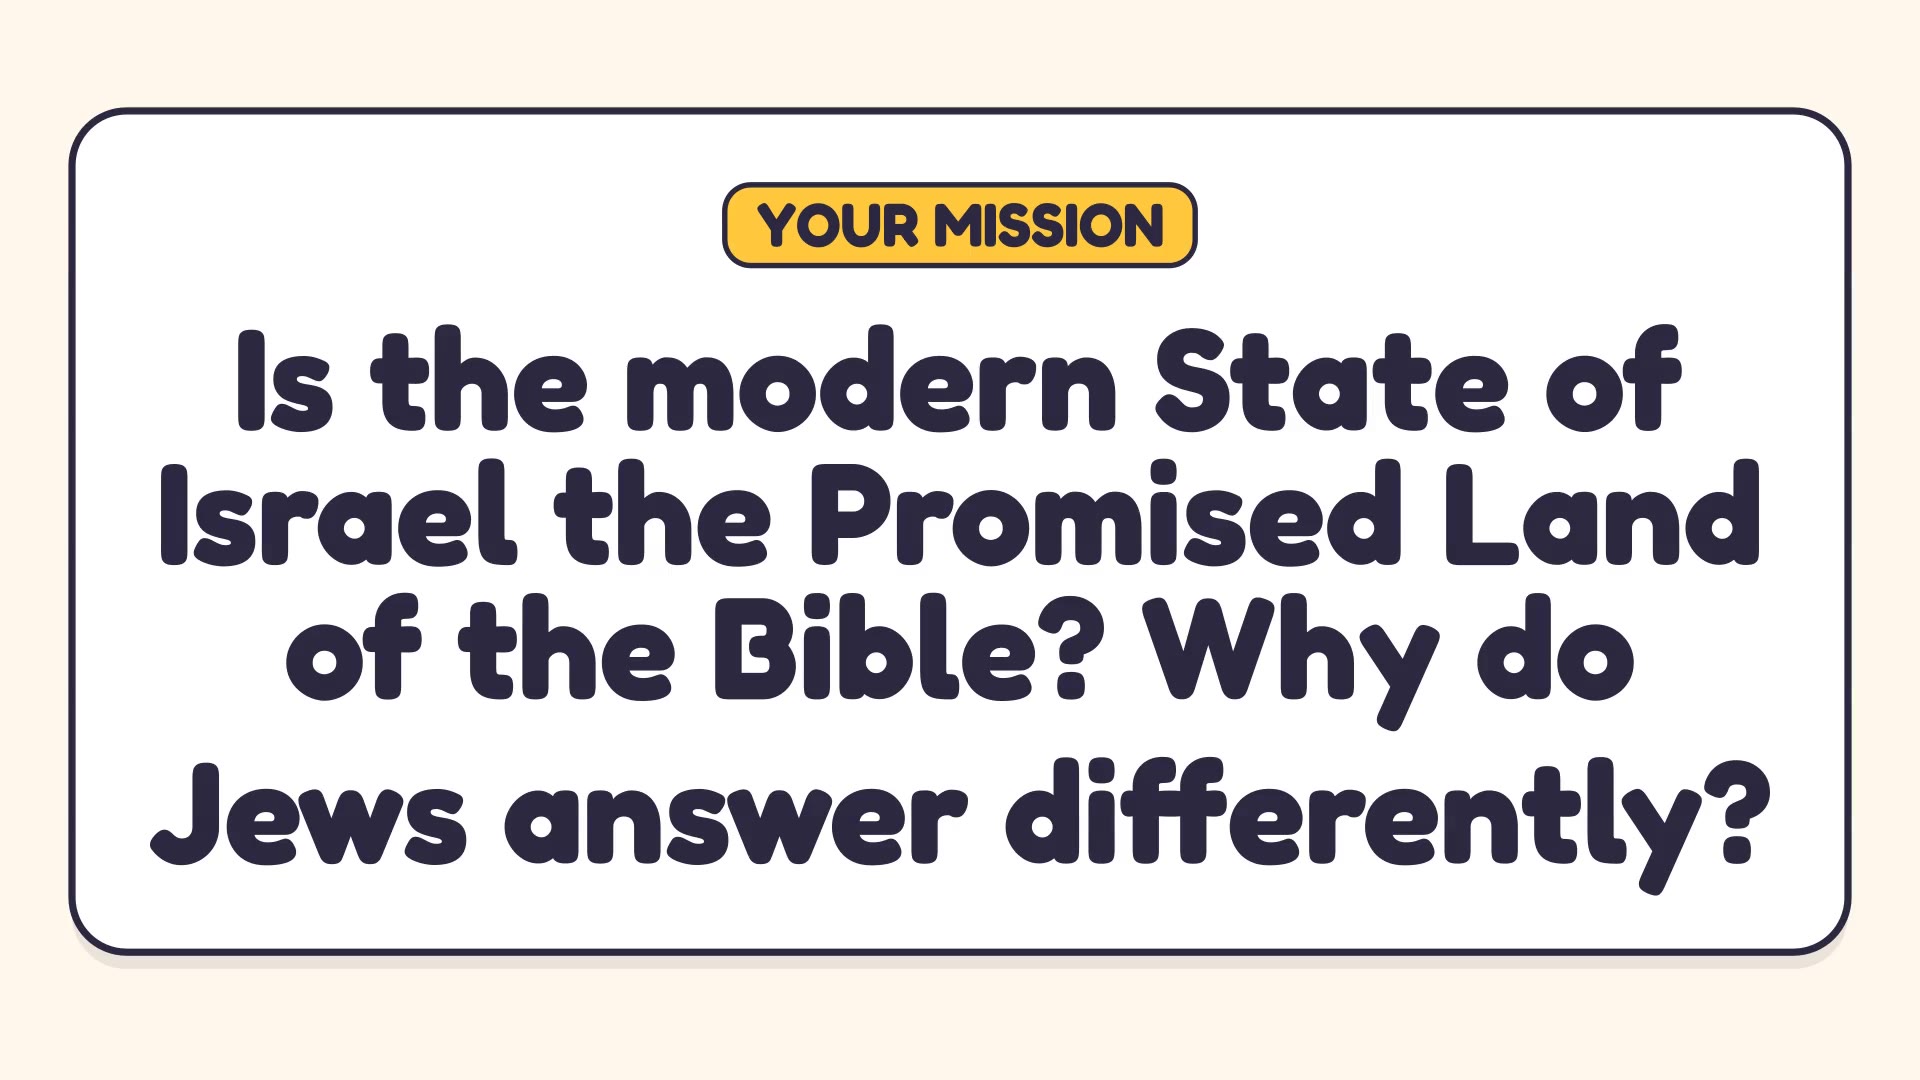 YOUR MISSION
Is the modern State of
Israel the Promised Land
of the Bible? Why do
Jews answer differently?